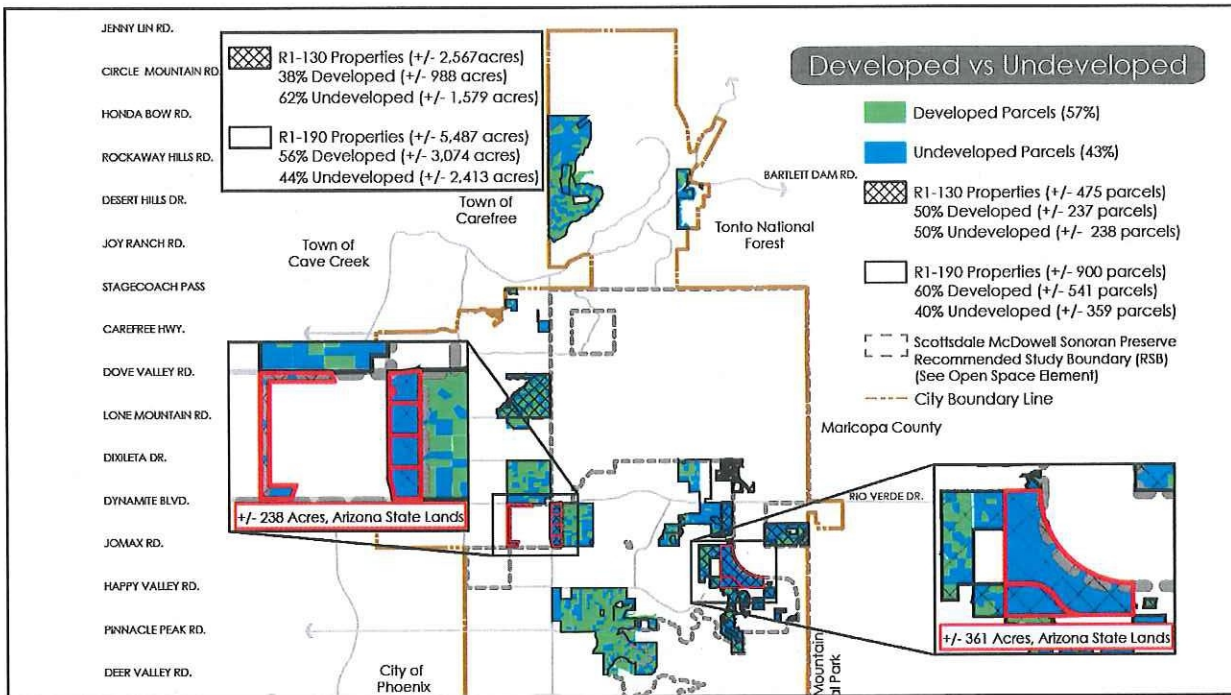 JENNY LIN RD.
CIRCLE MOUNTAIN RD.
HONDA BOW RD.
ROCKAWAY HILLS RD.
DESERT HILLS DR.
JOY RANCH RD.
STAGECOACH PASS
CAREFREE HWY.
DOVE VALLEY RD.
LONE MOUNTAIN RD.
DIXILETA DR.
DYNAMITE BLVD.
JOMAX RD.
HAPPY VALLEY RD.
PINNACLE PEAK RD.
DEER VALLEY RD.
R1-130 Properties (+/- 2,567acres)
38% Developed (+/- 988 acres)
62% Undeveloped (+/- 1,579 acres)
R1-190 Properties (+/- 5,487 acres)
56% Developed (+/- 3,074 acres)
44% Undeveloped (+/- 2,413 acres)
Town of
Carefree
Town of
Cave Creek
BARTLETT DAM RD.
Tonto National
Forest
Maricopa County
RIO VERDE DR.
City of
Phoenix
Mountain
al Park
+/- 238 Acres, Arizona State Lands
+/- 361 Acres, Arizona State Lands
Developed vs Undeveloped
Developed Parcels (57%)
Undeveloped Parcels (43%)
R1-130 Properties (+/- 475 parcels)
50% Developed (+/- 237 parcels)
50% Undeveloped (+/- 238 parcels)
R1-190 Properties (+/- 900 parcels)
60% Developed (+/- 541 parcels)
40% Undeveloped (+/- 359 parcels)
Scottsdale McDowell Sonoran Preserve
Recommended Study Boundary (RSB)
(See Open Space Element)
City Boundary Line